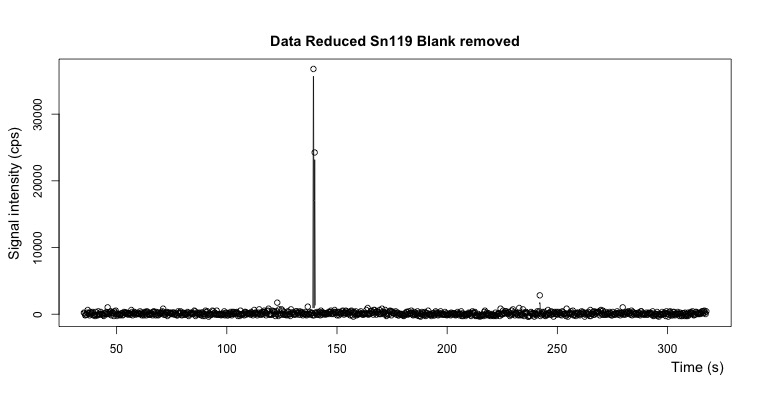 Data Reduced Sn119 Blank removed
Signal intensity (cps)
30000
20000
10000
0
50 100 150 200 250 300
Time (s)